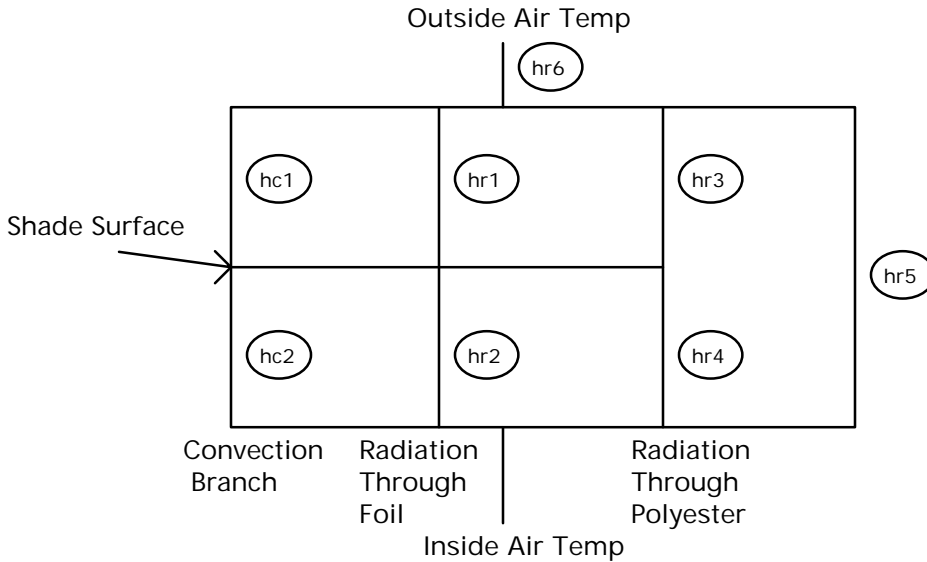 Outside Air Temp
hr6
hc1
hr1
hr3
Shade Surface
hr5
hc2
hr2
hr4
Convection
Branch
Radiation
Through
Foil
Radiation
Through
Polyester
Inside Air Temp